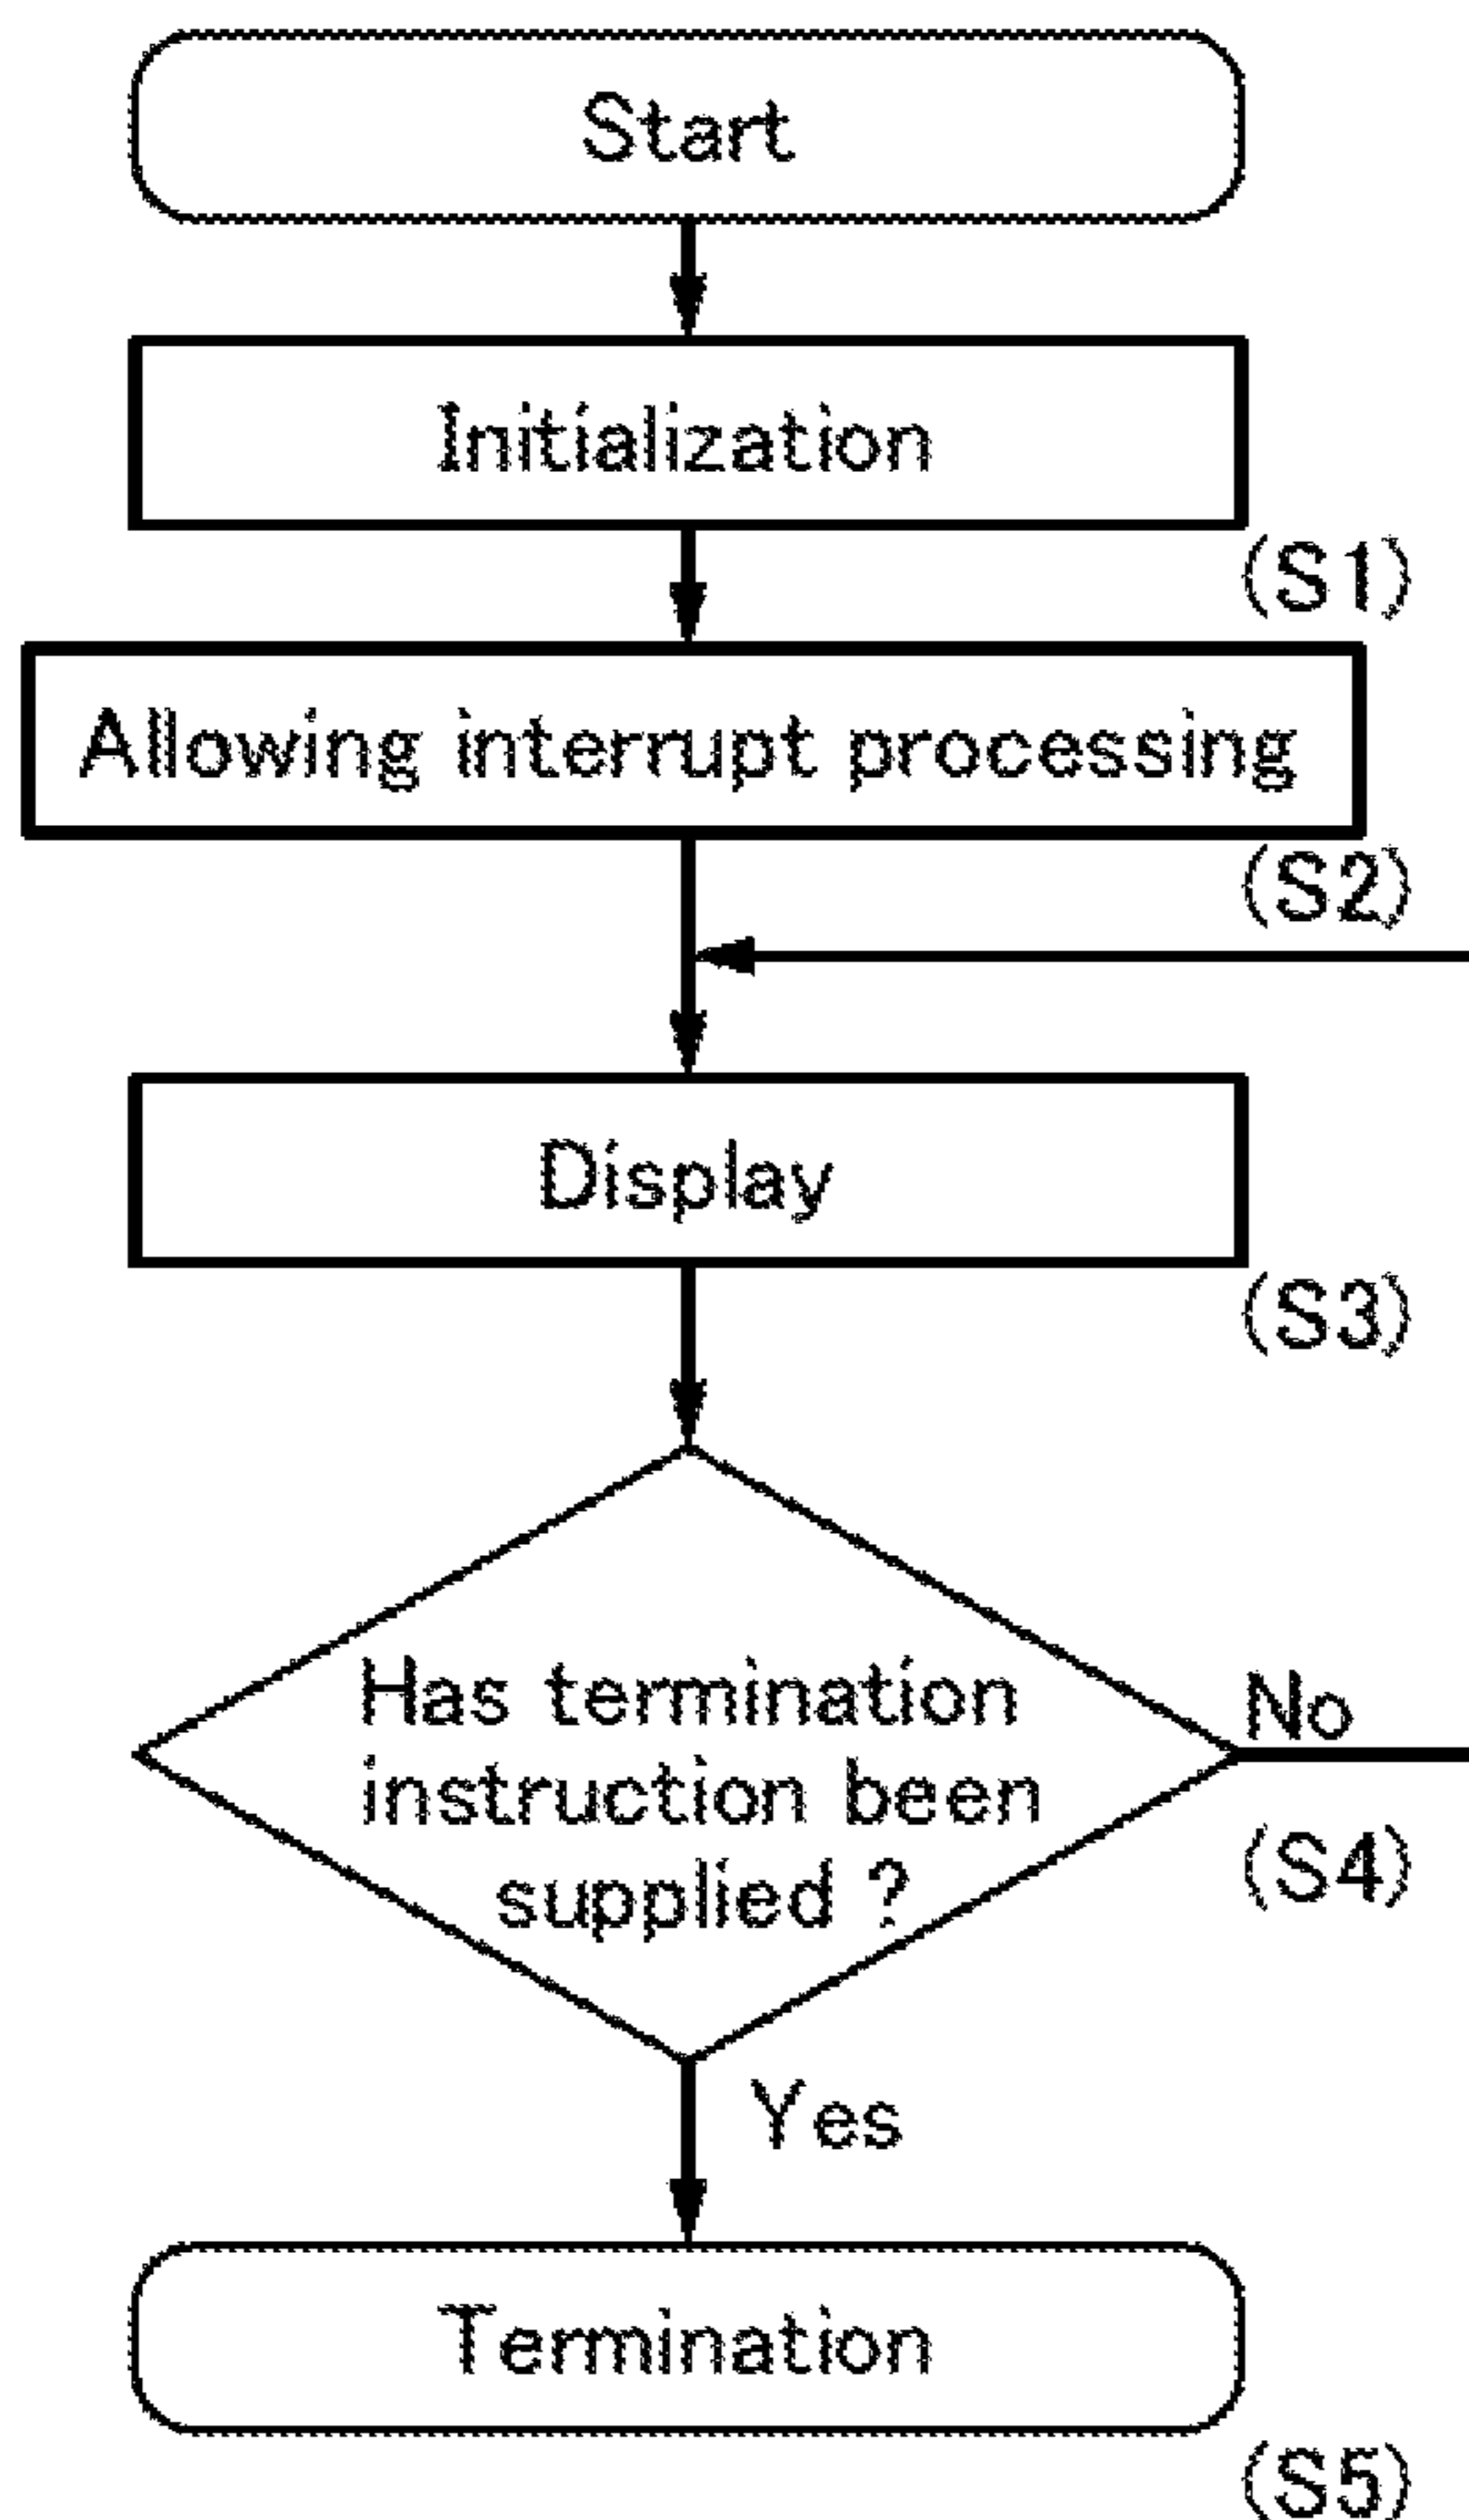 Start
Initialization
(S1)
Allowing interrupt processing
(S2)
Display
(S3)
Has termination
instruction been
supplied ?
No
(S4)
Yes
Termination
(S5)